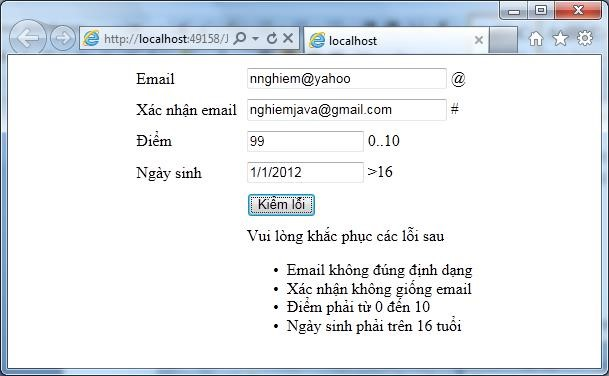 http://localhost:49158/J
localhost
Email nnghiem@yahoo @
Xác nhận email nghiemjava@gmail.com #
Điểm 99 0..10
Ngày sinh 1/1/2012 >16
Kiểm lỗi
Vui lòng khắc phục các lỗi sau
• Email không đúng định dạng
• Xác nhận không giống email
• Điểm phải từ 0 đến 10
• Ngày sinh phải trên 16 tuổi